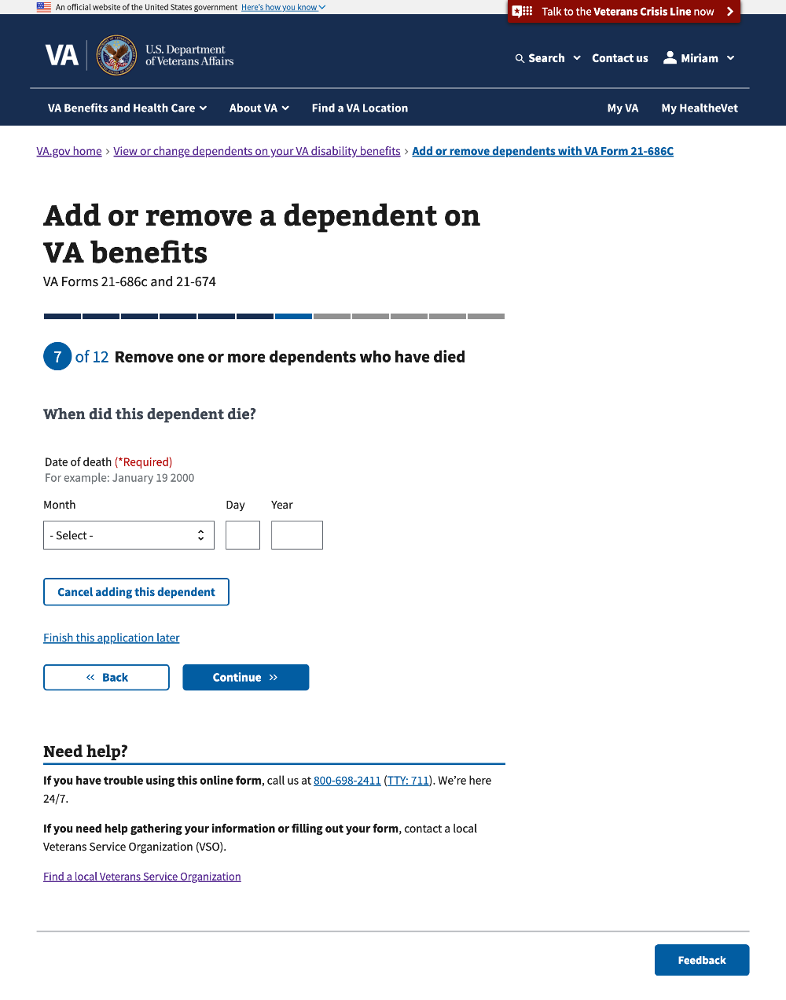 An official website of the United States government Here's how you know
Talk to the Veterans Crisis Line now
VA U.S. Department
of Veterans Affairs
Search Contact us Miriam
VA Benefits and Health Care About VA Find a VA Location My VA My HealtheVet
VA.gov home › View or change dependents on your VA disability benefits › Add or remove dependents with VA Form 21-686C
Add or remove a dependent on
VA benefits
VA Forms 21-686c and 21-674
7 of 12 Remove one or more dependents who have died
When did this dependent die?
Date of death (*Required)
For example: January 19 2000
Month Day Year
- Select -
Cancel adding this dependent
Finish this application later
« Back Continue »
Need help?
If you have trouble using this online form, call us at 800-698-2411 (TTY: 711). We're here
24/7.
If you need help gathering your information or filling out your form, contact a local
Veterans Service Organization (VSO).
Find a local Veterans Service Organization
Feedback